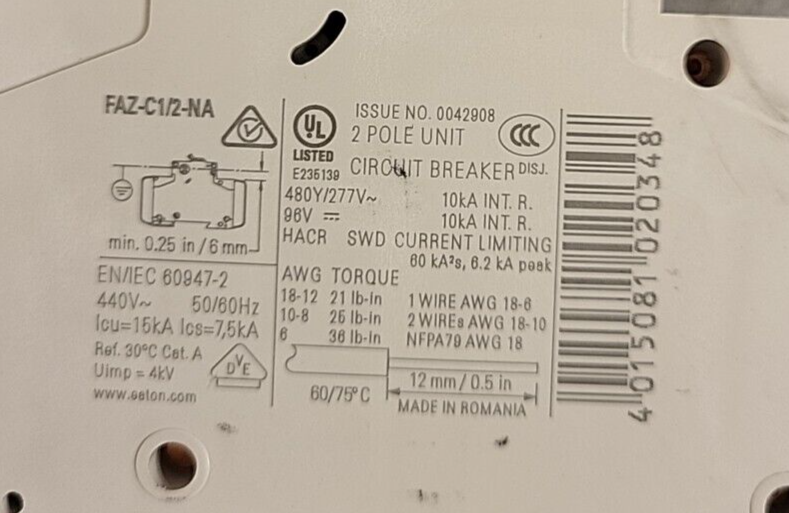 FAZ-C1/2-NA
min. 0.25 in / 6 mm
EN/IEC 60947-2
440V~ 50/60Hz
Icu=15kA Ics=7,5kA
Ref. 30°C Cat. A
Uimp = 4kV
www.eaton.com
DVE
UL
LISTED
E235139
ISSUE NO. 0042908
2 POLE UNIT
CCC
CIRCUIT BREAKER DISJ.
480Y/277V~ 10kA INT. R.
96V 10kA INT. R.
HACR SWD CURRENT LIMITING
60 kA²s, 6.2 kA peak
AWG TORQUE
18-12 21 lb-in 1 WIRE AWG 18-6
10-8 25 lb-in 2 WIREs AWG 18-10
6 36 lb-in NFPA79 AWG 18
60/75°C 12 mm / 0.5 in
MADE IN ROMANIA
4015081020348